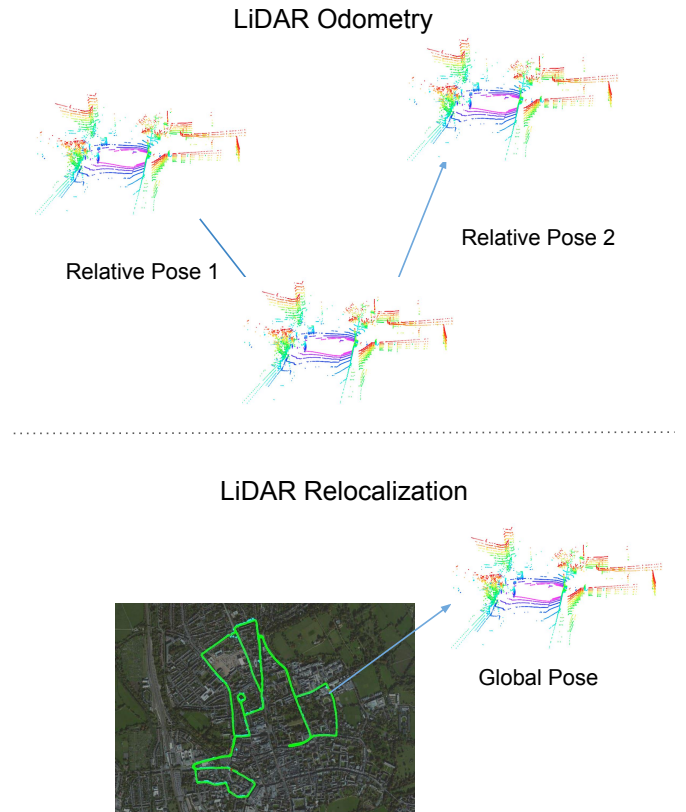 LiDAR Odometry
Relative Pose 1
Relative Pose 2
LiDAR Relocalization
Global Pose